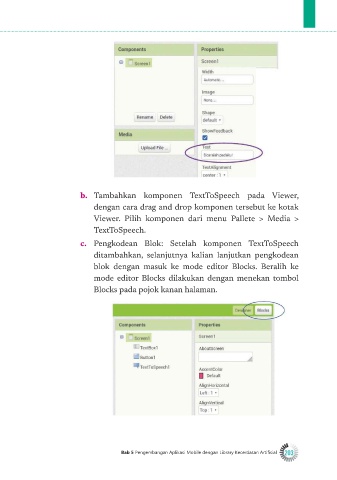 Components
Properties
Screen1
Screen1
Width
Automatic...
Image
None...
Shape
default
Rename Delete
ShowFeedback
Media
Text
Upload File ...
TextAlignment
center : 1
b. Tambahkan komponen TextToSpeech pada Viewer,
dengan cara drag and drop komponen tersebut ke kotak
Viewer. Pilih komponen dari menu Pallete > Media >
TextToSpeech.
c. Pengkodean Blok: Setelah komponen TextToSpeech
ditambahkan, selanjutnya kalian lanjutkan pengkodean
blok dengan masuk ke mode editor Blocks. Beralih ke
mode editor Blocks dilakukan dengan menekan tombol
Blocks pada pojok kanan halaman.
Designer Blocks
Components
Properties
Screen1
Screen1
TextBox1
AboutScreen
Button1
TextToSpeech1
AccentColor
Default
AlignHorizontal
Left : 1
AlignVertical
Top : 1
Bab 5 Pengembangan Aplikasi Mobile dengan Library Kecerdasan Artifisial
203